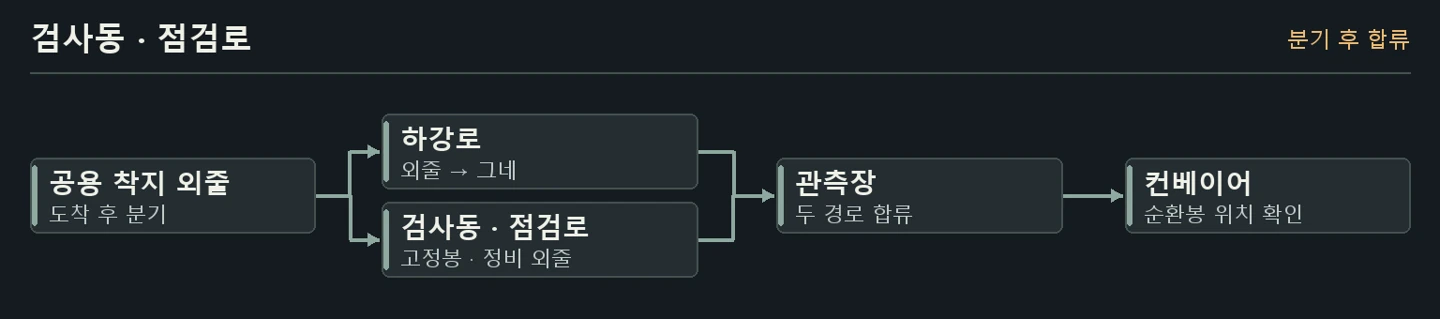 검사동 · 점검로
분기 후 합류
공용 착지 외줄
도착 후 분기
하강로
외줄 → 그네
검사동 · 점검로
고정봉 · 정비 외줄
관측장
두 경로 합류
컨베이어
순환봉 위치 확인